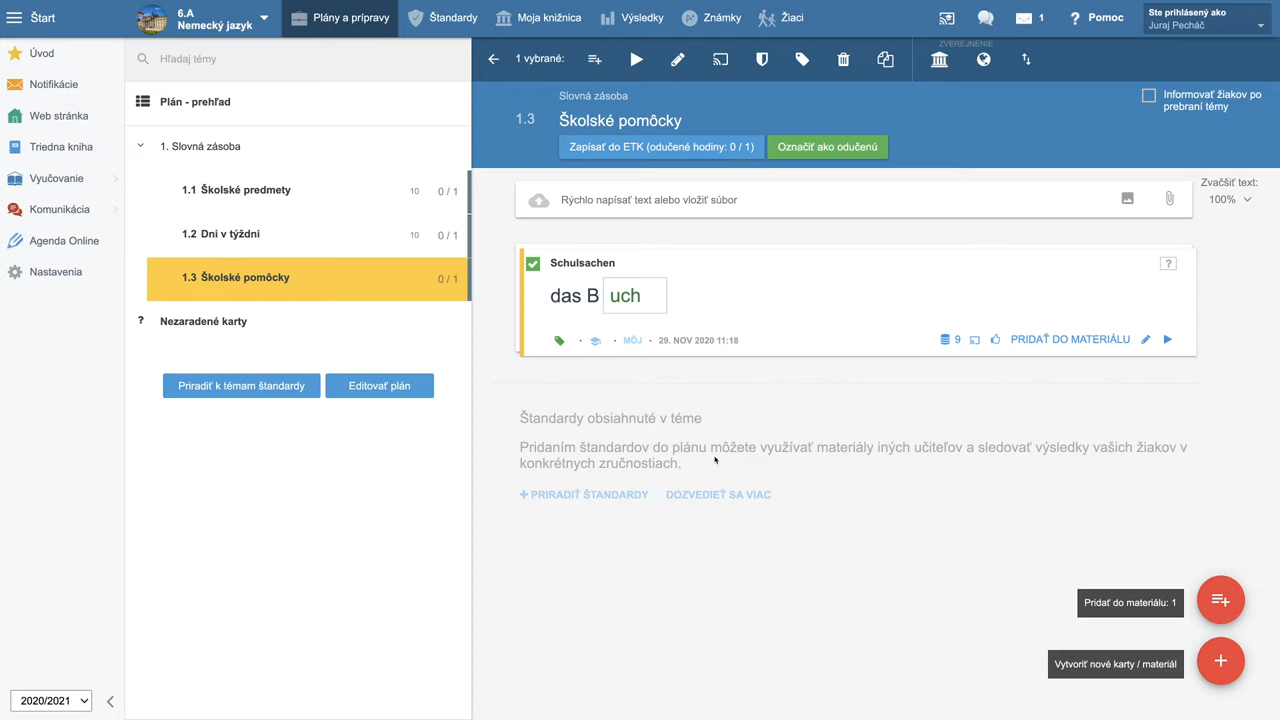 Štart
6.A
Nemecký jazyk
Plány a prípravy
Štandardy
Moja knižnica
Výsledky
Známky
Žiaci
1
? Pomoc
Ste prihlásený ako
Juraj Pecháč
Úvod
Notifikácie
Web stránka
Triedna kniha
Vyučovanie
Komunikácia
Agenda Online
Nastavenia
2020/2021
Hľadaj témy
Plán - prehľad
1. Slovná zásoba
1.1 Školské predmety 10 0 / 1
1.2 Dni v týždni 10 0 / 1
1.3 Školské pomôcky 0 / 1
? Nezaradené karty
Priradiť k témam štandardy
Editovať plán
1 vybrané:
ZVEREJNENIE
Slovná zásoba
1.3 Školské pomôcky
Zapísať do ETK (odučené hodiny: 0 / 1)
Označiť ako odučenú
Informovať žiakov po
prebraní témy
Rýchlo napísať text alebo vložiť súbor
Zväčšiť text:
100%
Schulsachen
?
das B uch
· · MÔJ · 29. NOV 2020 11:18
9
PRIDAŤ DO MATERIÁLU
Štandardy obsiahnuté v téme
Pridaním štandardov do plánu môžete využívať materiály iných učiteľov a sledovať výsledky vašich žiakov v
konkrétnych zručnostiach.
+ PRIRADIŤ ŠTANDARDY
DOZVEDIEŤ SA VIAC
Pridať do materiálu: 1
Vytvoriť nové karty / materiál